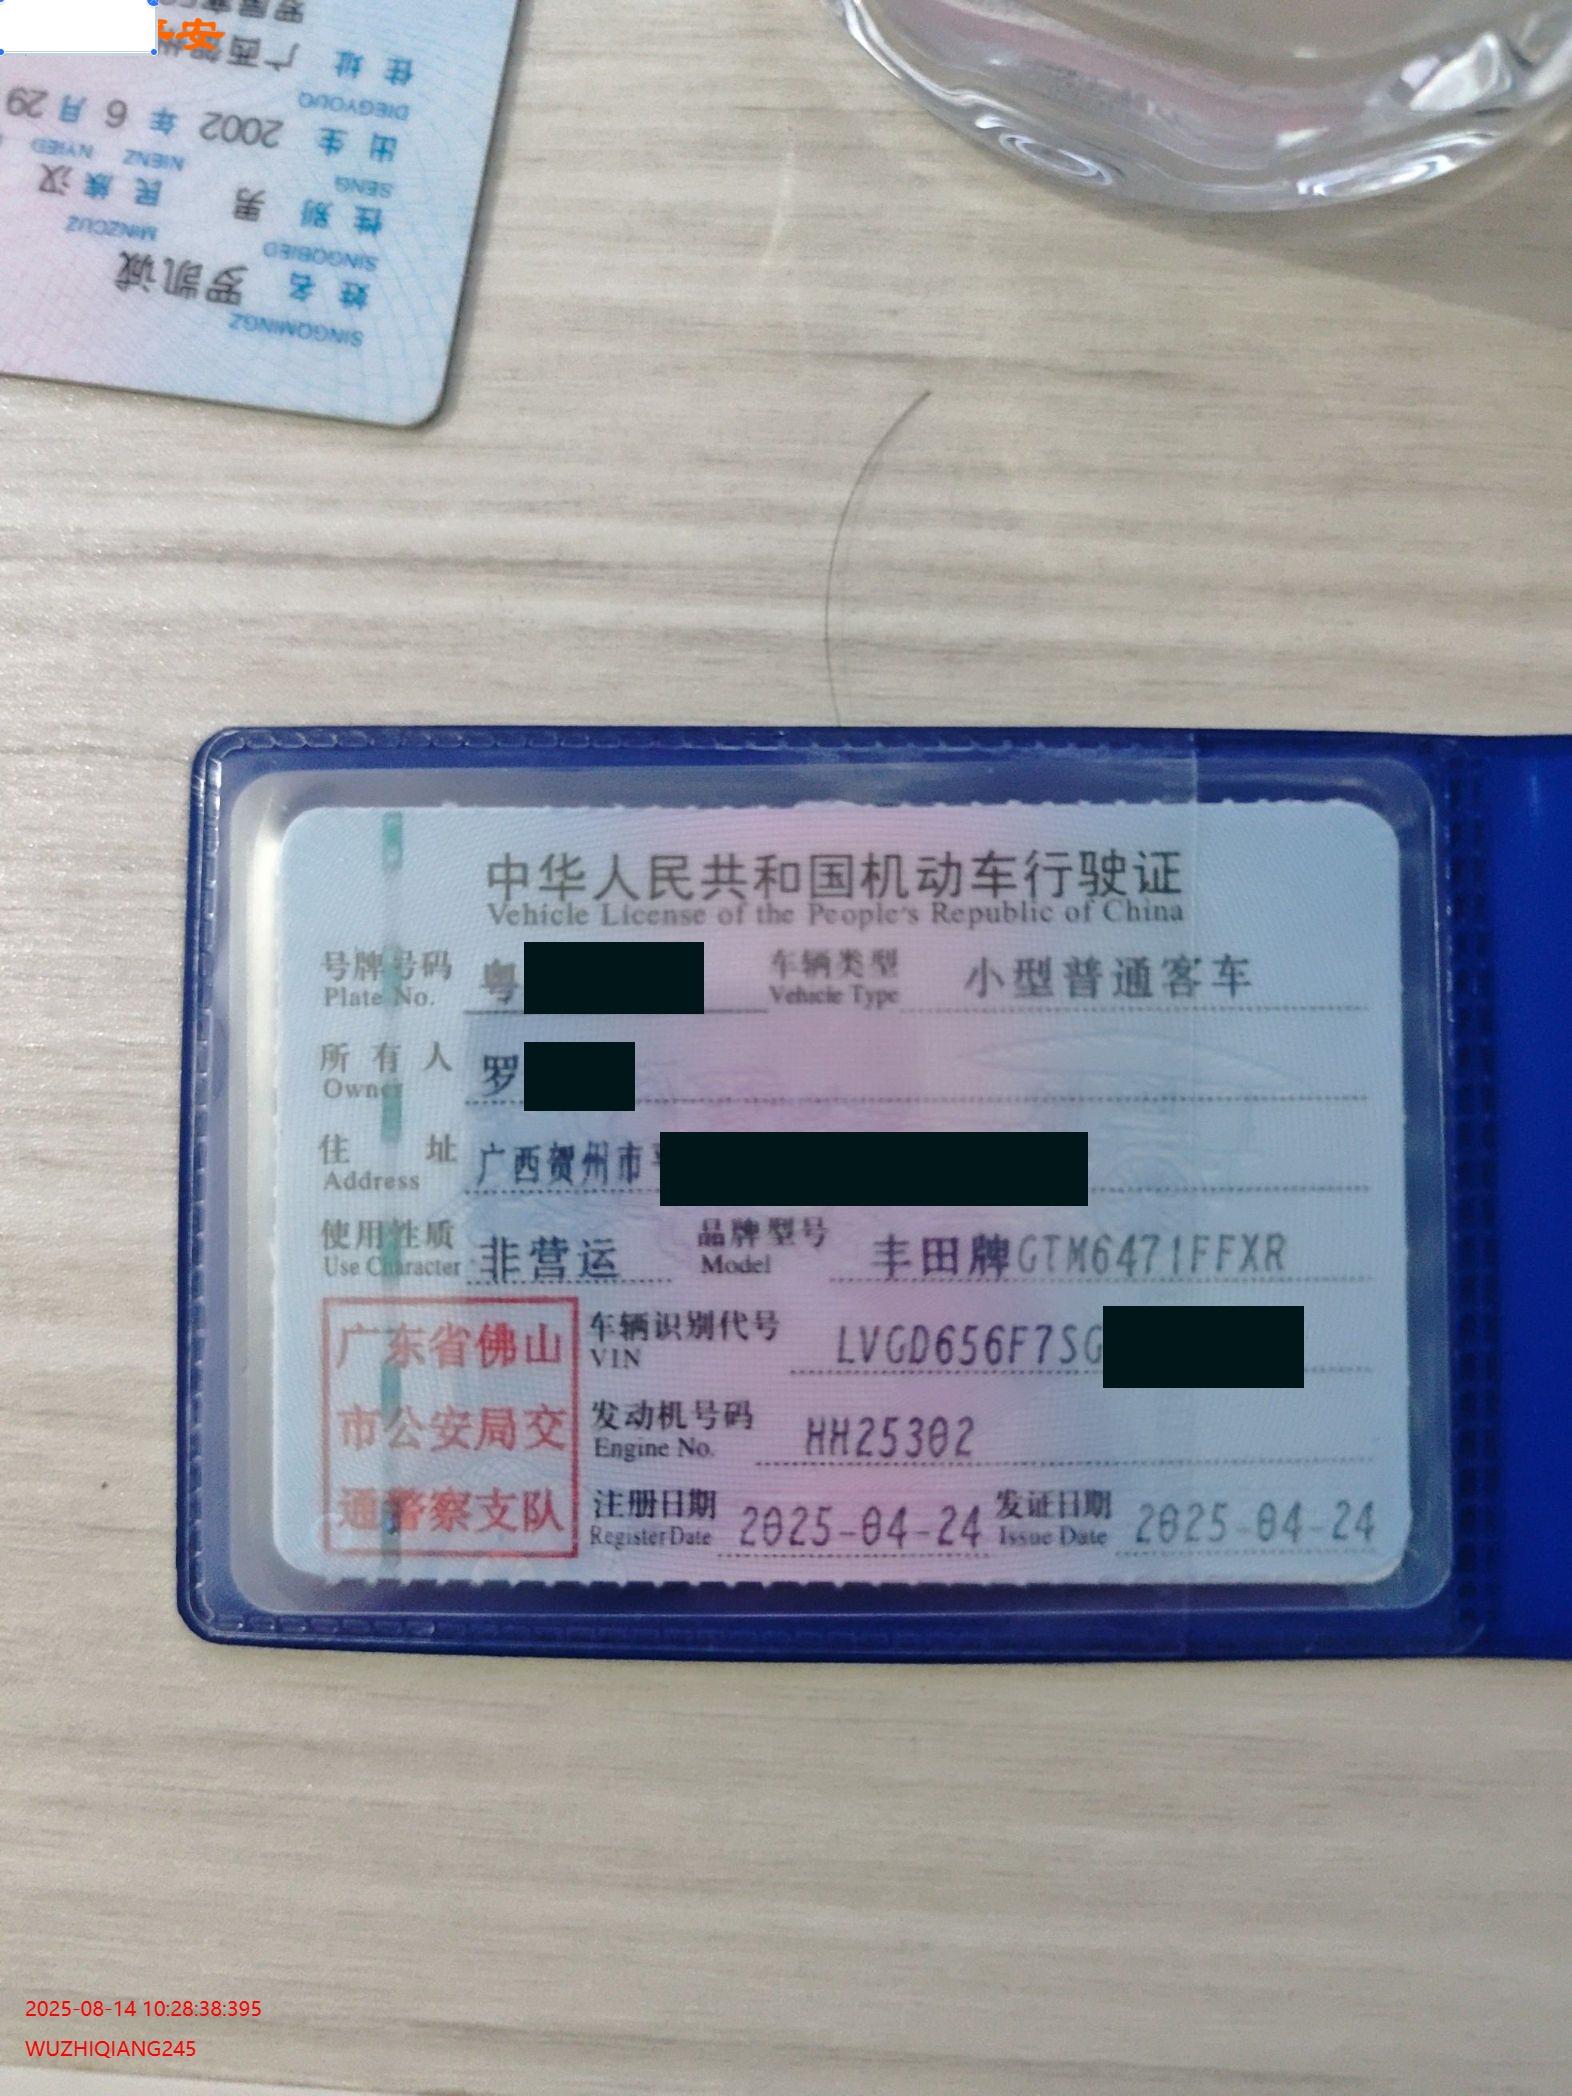 平安
住址 广西贺州
DIEGYOUQ
出生 2002 年 6 月 29
SENG NIENZ NYIED
性别 男 民族 汉
SINGQBIED MINZCUZ
姓名 罗凯诚
SINGQMINGZ
中华人民共和国机动车行驶证
Vehicle License of the People's Republic of China
号牌号码 粤 车辆类型 小型普通客车
Plate No. Vehicle Type
所有人 罗
Owner
住址 广西贺州市
Address
使用性质 非营运 品牌型号 丰田牌GTM6471FFXR
Use Character Model
广东省佛山
市公安局交
通警察支队
车辆识别代号 LVGD656F7SG
VIN
发动机号码 HH25302
Engine No.
注册日期 2025-04-24 发证日期 2025-04-24
Register Date Issue Date
2025-08-14 10:28:38:395
WUZHIQIANG245